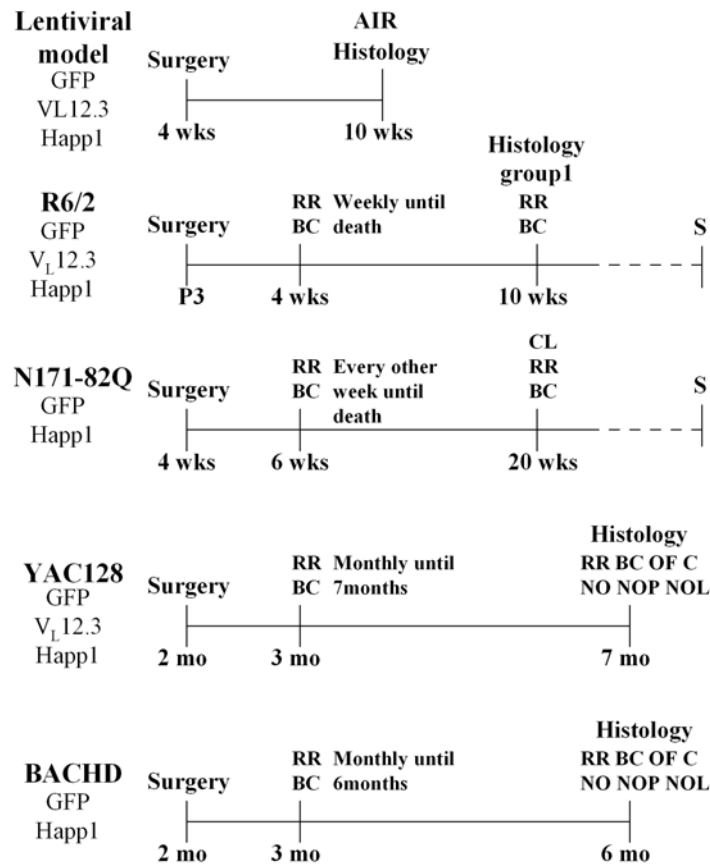 Lentiviral
model
GFP
VL12.3
Happ1
Surgery
AIR
Histology
4 wks
10 wks
R6/2
GFP
V_L12.3
Happ1
Surgery
RR Weekly until
BC death
Histology
group1
RR
BC
S
P3
4 wks
10 wks
N171-82Q
GFP
Happ1
Surgery
RR Every other
BC week until
death
CL
RR
BC
S
4 wks
6 wks
20 wks
YAC128
GFP
V_L12.3
Happ1
Surgery
RR Monthly until
BC 7months
Histology
RR BC OF C
NO NOP NOL
2 mo
3 mo
7 mo
BACHD
GFP
Happ1
Surgery
RR Monthly until
BC 6months
Histology
RR BC OF C
NO NOP NOL
2 mo
3 mo
6 mo